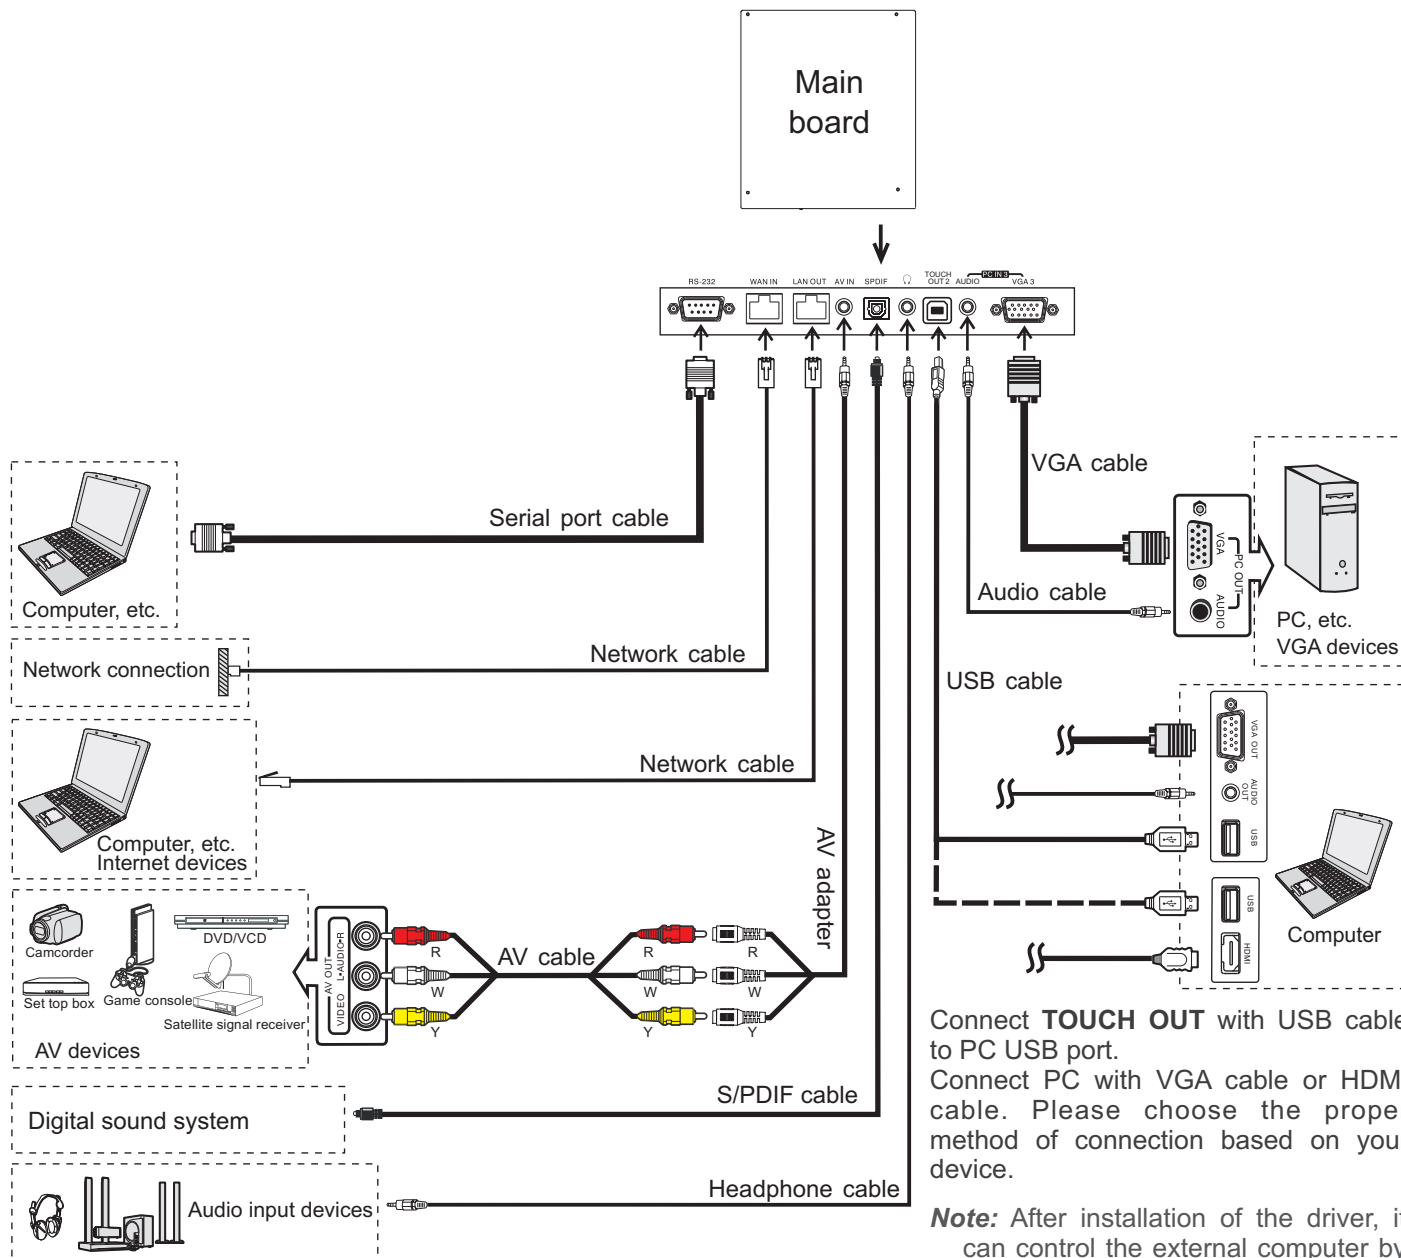 Main
board
RS-232
WAN IN
LAN OUT
AV IN
SPDIF
TOUCH
OUT 2
AUDIO
PC IN 3
VGA 3
VGA cable
Serial port cable
Computer, etc.
Audio cable
VGA
AUDIO
PC OUT
PC, etc.
VGA devices
Network connection
Network cable
USB cable
Network cable
Computer, etc.
Internet devices
VGA OUT
AUDIO
OUT
USB
USB
HDMI
Computer
AV adapter
Camcorder
DVD/VCD
Set top box
Game console
Satellite signal receiver
AV devices
AV OUT
VIDEO
L-AUDIO-R
R
W
Y
AV cable
R
W
Y
R
W
Y
Connect TOUCH OUT with USB cable
to PC USB port.
Connect PC with VGA cable or HDM
cable. Please choose the prope
method of connection based on you
device.
Digital sound system
S/PDIF cable
Audio input devices
Headphone cable
Note: After installation of the driver, it
can control the external computer by